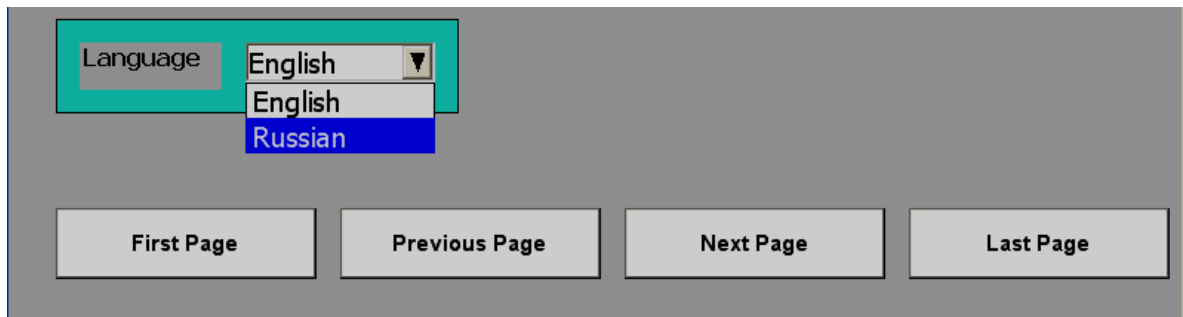 Language English
English
Russian
First Page Previous Page Next Page Last Page